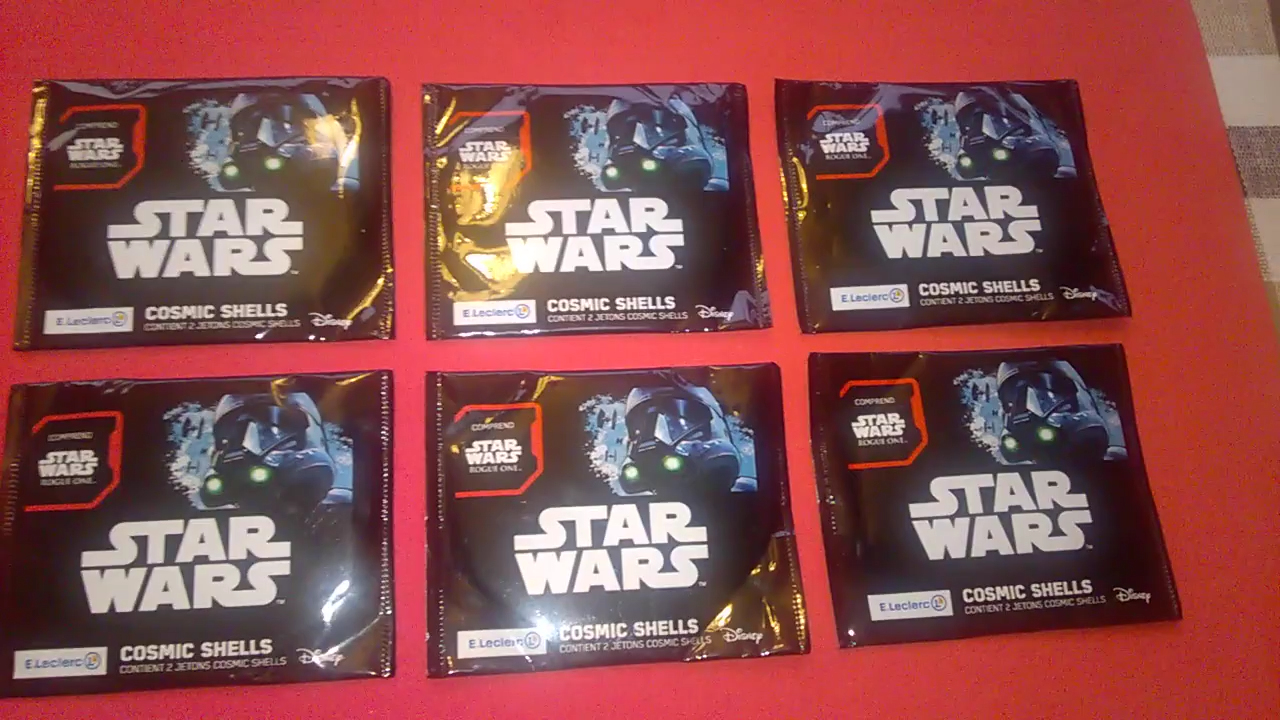 COMPREND
STAR
WARS
ROGUE ONE
STAR
WARS
E.Leclerc
COSMIC SHELLS
CONTIENT 2 JETONS COSMIC SHELLS
Disney
COMPREND
STAR
WARS
ROGUE
STAR
WARS
E.Leclerc
COSMIC SHELLS
CONTIENT 2 JETONS COSMIC SHELLS
Disney
COMPREND
STAR
WARS
ROGUE ONE
STAR
WARS
E.Leclerc
COSMIC SHELLS
CONTIENT 2 JETONS COSMIC SHELLS
Disney
COMPREND
STAR
WARS
ROGUE ONE
STAR
WARS
TM
E.Leclerc
COSMIC SHELLS
CONTIENT 2 JETONS COSMIC SHELLS
Disney
COMPREND
STAR
WARS
ROGUE ONE
STAR
WARS
TM
E.Leclerc
COSMIC SHELLS
CONTIENT 2 JETONS COSMIC SHELLS
Disney
COMPREND
STAR
WARS
ROGUE ONE
STAR
WARS
E.Leclerc
COSMIC SHELLS
CONTIENT 2 JETONS COSMIC SHELLS
Disney